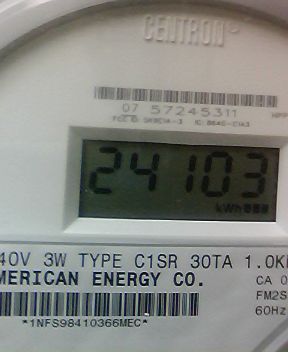 CENTRON®
07 57245311
24103
kWh
40V 3W TYPE C1SR 30TA 1.0K
MERICAN ENERGY CO.
CA 0
FM2S
60Hz
*1NFS98410366MEC*